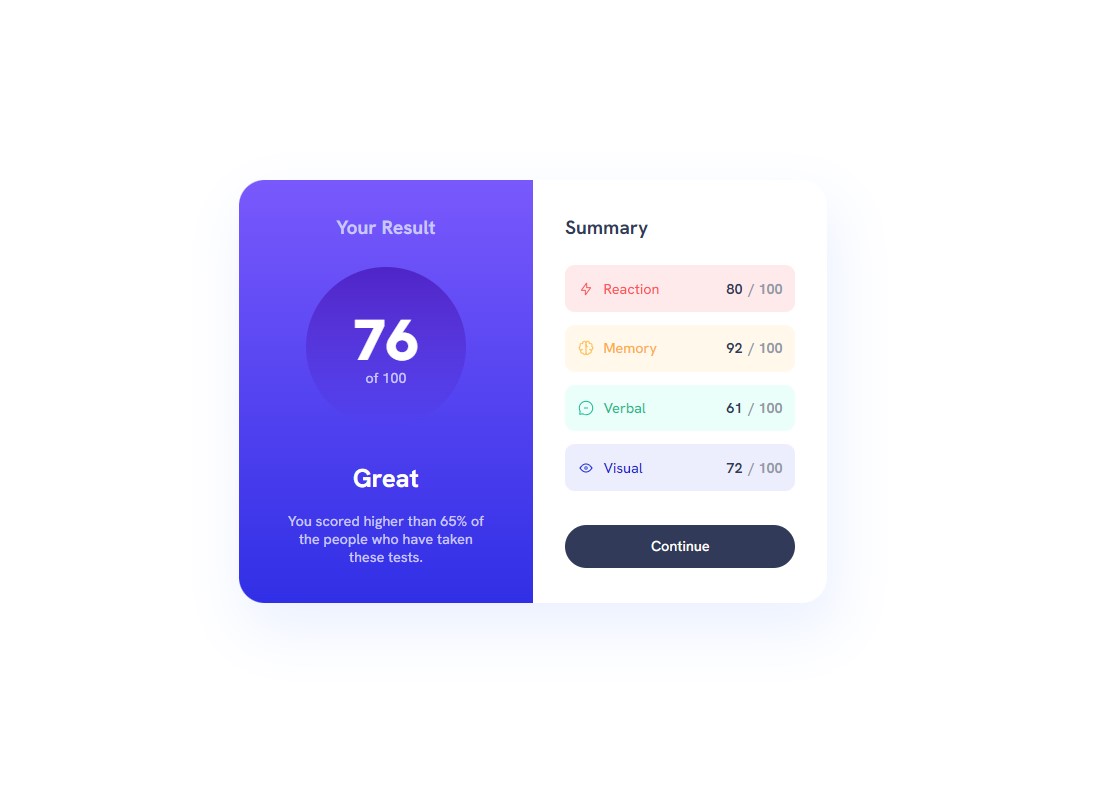 Your Result
76
of 100
Great
You scored higher than 65% of
the people who have taken
these tests.
Summary
Reaction 80 / 100
Memory 92 / 100
Verbal 61 / 100
Visual 72 / 100
Continue